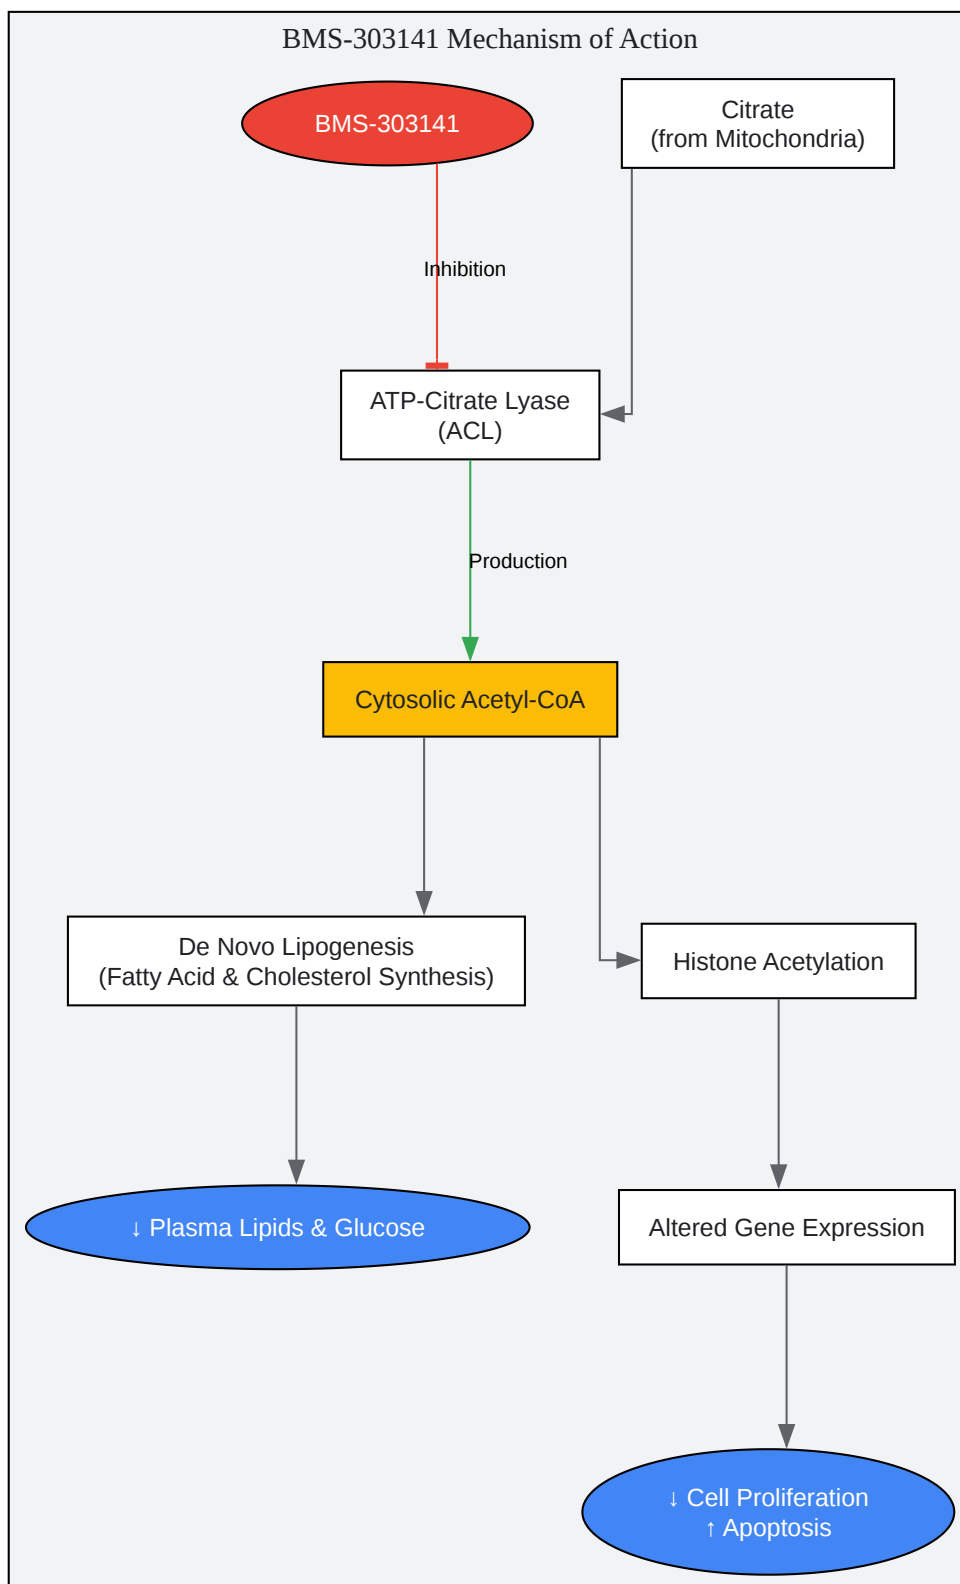 BMS-303141 Mechanism of Action
BMS-303141
Citrate
(from Mitochondria)
Inhibition
ATP-Citrate Lyase
(ACL)
Production
Cytosolic Acetyl-CoA
De Novo Lipogenesis
(Fatty Acid & Cholesterol Synthesis)
Histone Acetylation
↓ Plasma Lipids & Glucose
Altered Gene Expression
↓ Cell Proliferation
↑ Apoptosis